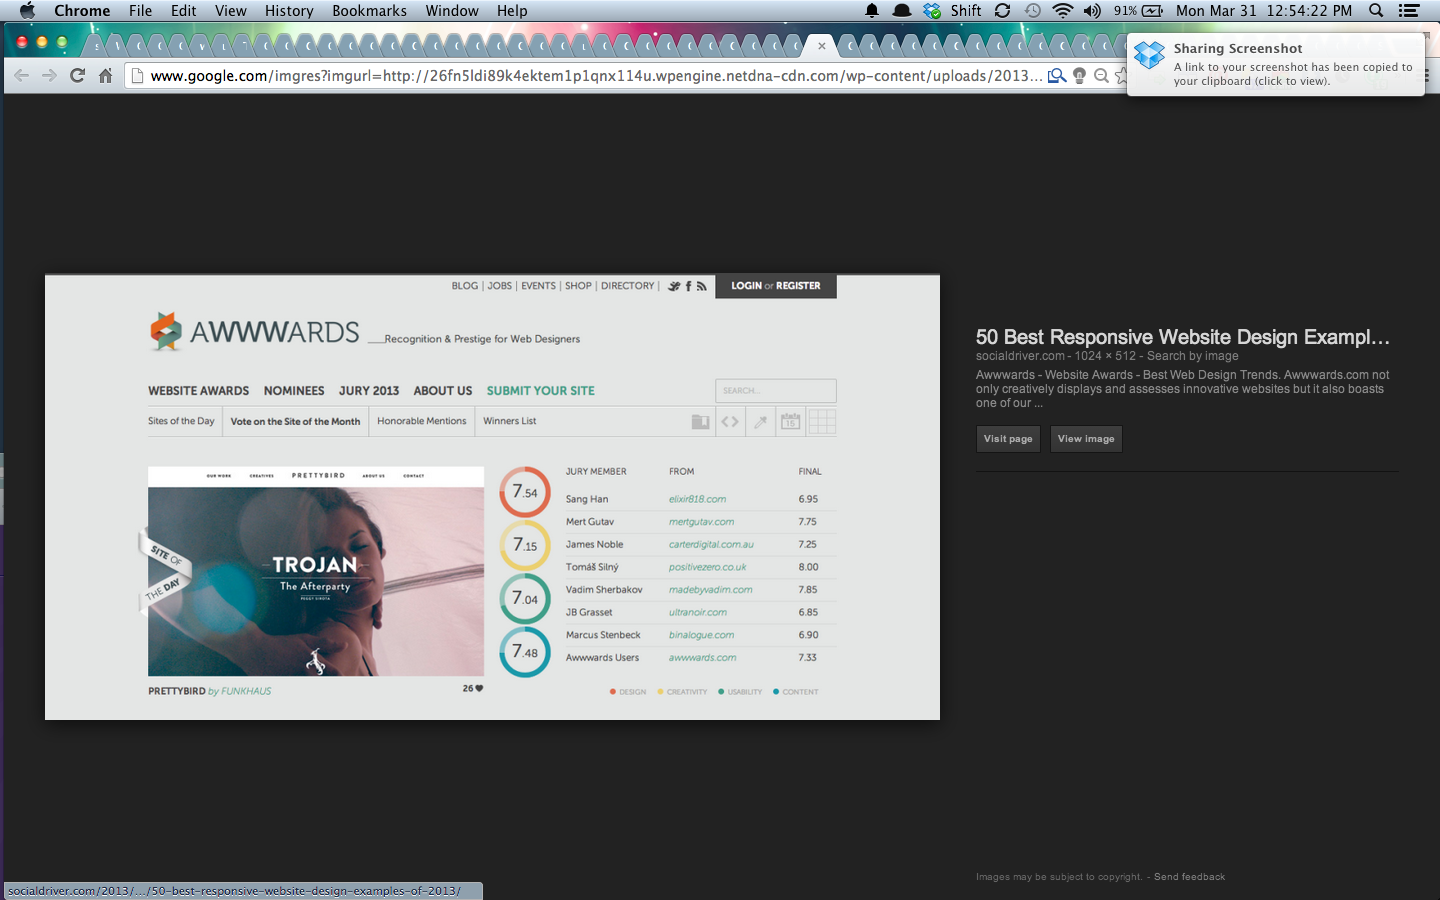 Chrome File Edit View History Bookmarks Window Help
Shift 91% Mon Mar 31 12:54:22 PM
www.google.com/imgres?imgurl=http://26fn5ldi89k4ektem1p1qnx114u.wpengine.netdna-cdn.com/wp-content/uploads/2013...
Sharing Screenshot
A link to your screenshot has been copied to
your clipboard (click to view).
BLOG | JOBS | EVENTS | SHOP | DIRECTORY |
LOGIN or REGISTER
AWWWARDS
Recognition & Prestige for Web Designers
WEBSITE AWARDS NOMINEES JURY 2013 ABOUT US SUBMIT YOUR SITE
SEARCH...
Sites of the Day Vote on the Site of the Month Honorable Mentions Winners List
15
OUR WORK CREATIVES PRETTYBIRD ABOUT US CONTACT
SITE OF
THE DAY
TROJAN
The Afterparty
7.54
7.15
7.04
7.48
JURY MEMBER FROM FINAL
Sang Han elixir818.com 6.95
Mert Gutav mertgutav.com 7.75
James Noble carterdigital.com.au 7.25
Tomáš Silný positivezero.co.uk 8.00
Vadim Sherbakov madebyvadim.com 7.85
JB Grasset ultranoir.com 6.85
Marcus Stenbeck binalogue.com 6.90
Awwwards Users awwwards.com 7.33
PRETTYBIRD by FUNKHAUS
26
DESIGN CREATIVITY USABILITY CONTENT
50 Best Responsive Website Design Exampl...
socialdriver.com - 1024 × 512 - Search by image
Awwwards - Website Awards - Best Web Design Trends. Awwwards.com not
only creatively displays and assesses innovative websites but it also boasts
one of our ...
Visit page View image
Images may be subject to copyright. - Send feedback
socialdriver.com/2013/.../50-best-responsive-website-design-examples-of-2013/